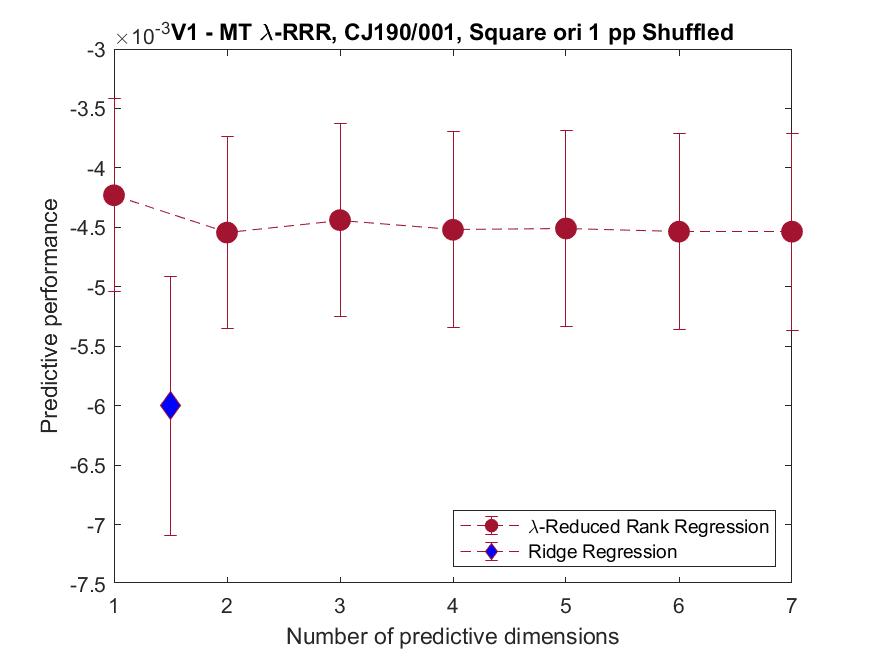 ×10-3 V1 - MT λ-RRR, CJ190/001, Square ori 1 pp Shuffled
Predictive performance
-3
-3.5
-4
-4.5
-5
-5.5
-6
-6.5
-7
-7.5
λ-Reduced Rank Regression
Ridge Regression
1 2 3 4 5 6 7
Number of predictive dimensions